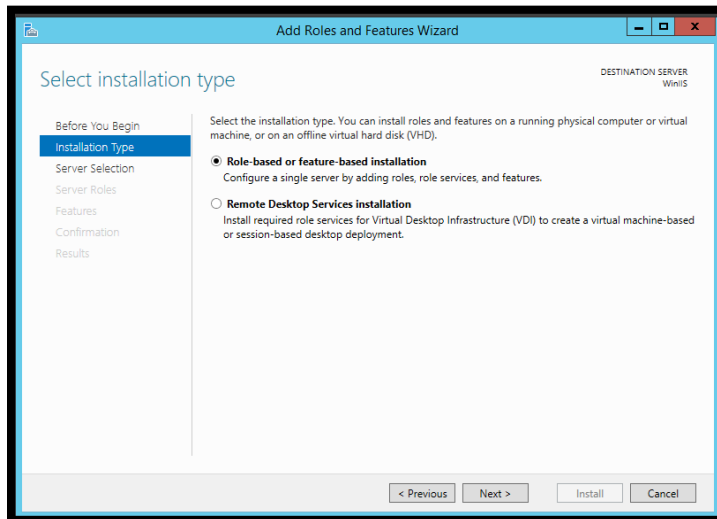 Add Roles and Features Wizard
Select installation type
DESTINATION SERVER
WinIIS
Before You Begin
Installation Type
Server Selection
Server Roles
Features
Confirmation
Results
Select the installation type. You can install roles and features on a running physical computer or virtual
machine, or on an offline virtual hard disk (VHD).
Role-based or feature-based installation
Configure a single server by adding roles, role services, and features.
Remote Desktop Services installation
Install required role services for Virtual Desktop Infrastructure (VDI) to create a virtual machine-based
or session-based desktop deployment.
< Previous
Next >
Install
Cancel